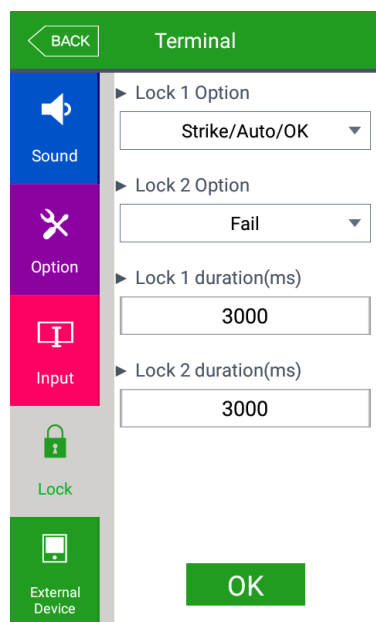 BACK
Terminal
Sound
Option
Input
Lock
External
Device
► Lock 1 Option
Strike/Auto/OK
► Lock 2 Option
Fail
► Lock 1 duration(ms)
3000
► Lock 2 duration(ms)
3000
OK